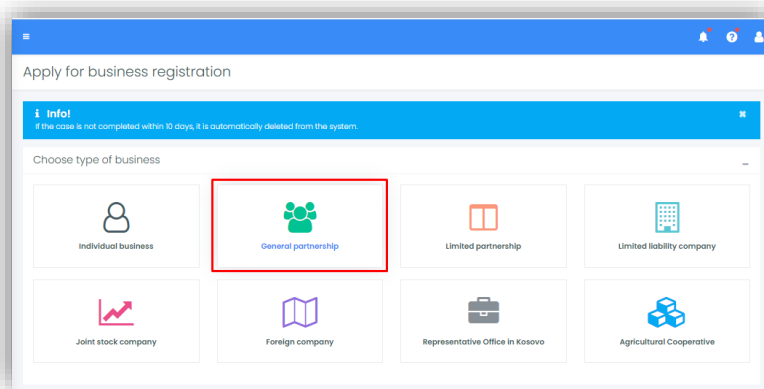 Apply for business registration
i Info!
If the case is not completed within 10 days, it is automatically deleted from the system.
Choose type of business
Individual business
General partnership
Limited partnership
Limited liability company
Joint stock company
Foreign company
Representative Office in Kosovo
Agricultural Cooperative